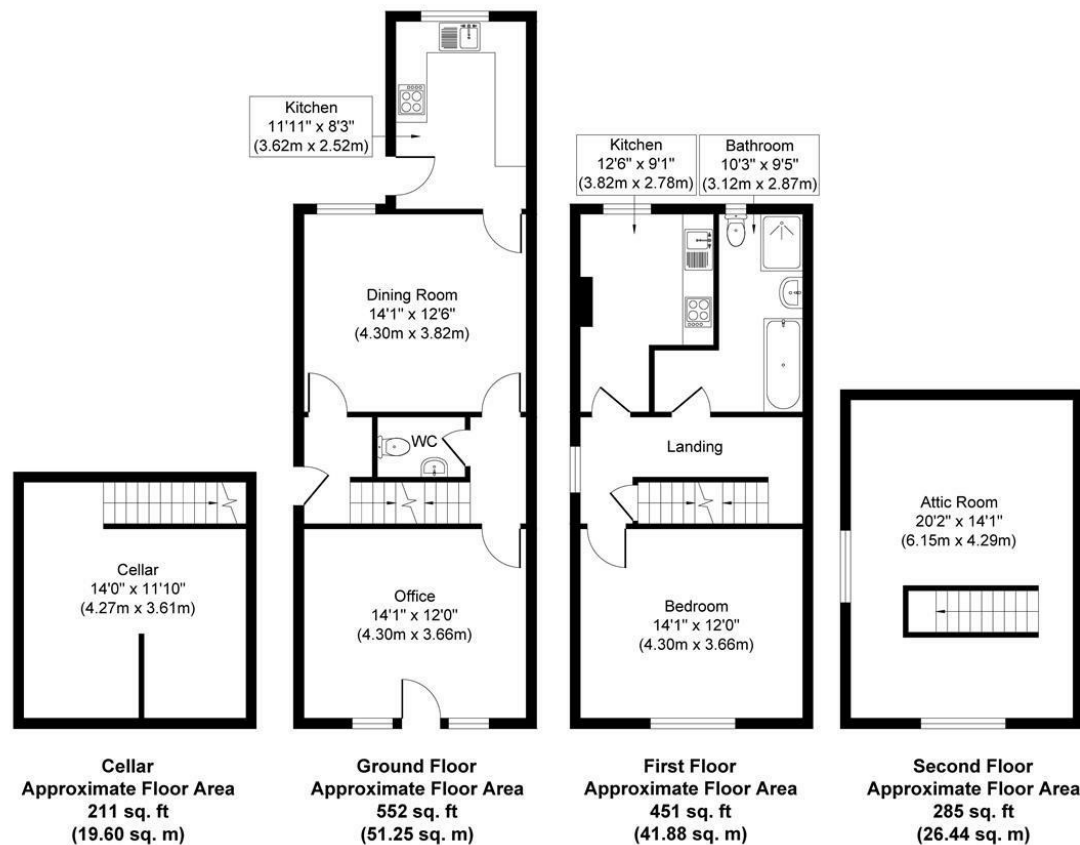 Kitchen
11'11" x 8'3"
(3.62m x 2.52m)
Kitchen
12'6" x 9'1"
(3.82m x 2.78m)
Bathroom
10'3" x 9'5"
(3.12m x 2.87m)
Dining Room
14'1" x 12'6"
(4.30m x 3.82m)
WC
Landing
Cellar
14'0" x 11'10"
(4.27m x 3.61m)
Office
14'1" x 12'0"
(4.30m x 3.66m)
Bedroom
14'1" x 12'0"
(4.30m x 3.66m)
Attic Room
20'2" x 14'1"
(6.15m x 4.29m)
Cellar
Approximate Floor Area
211 sq. ft
(19.60 sq. m)
Ground Floor
Approximate Floor Area
552 sq. ft
(51.25 sq. m)
First Floor
Approximate Floor Area
451 sq. ft
(41.88 sq. m)
Second Floor
Approximate Floor Area
285 sq. ft
(26.44 sq. m)